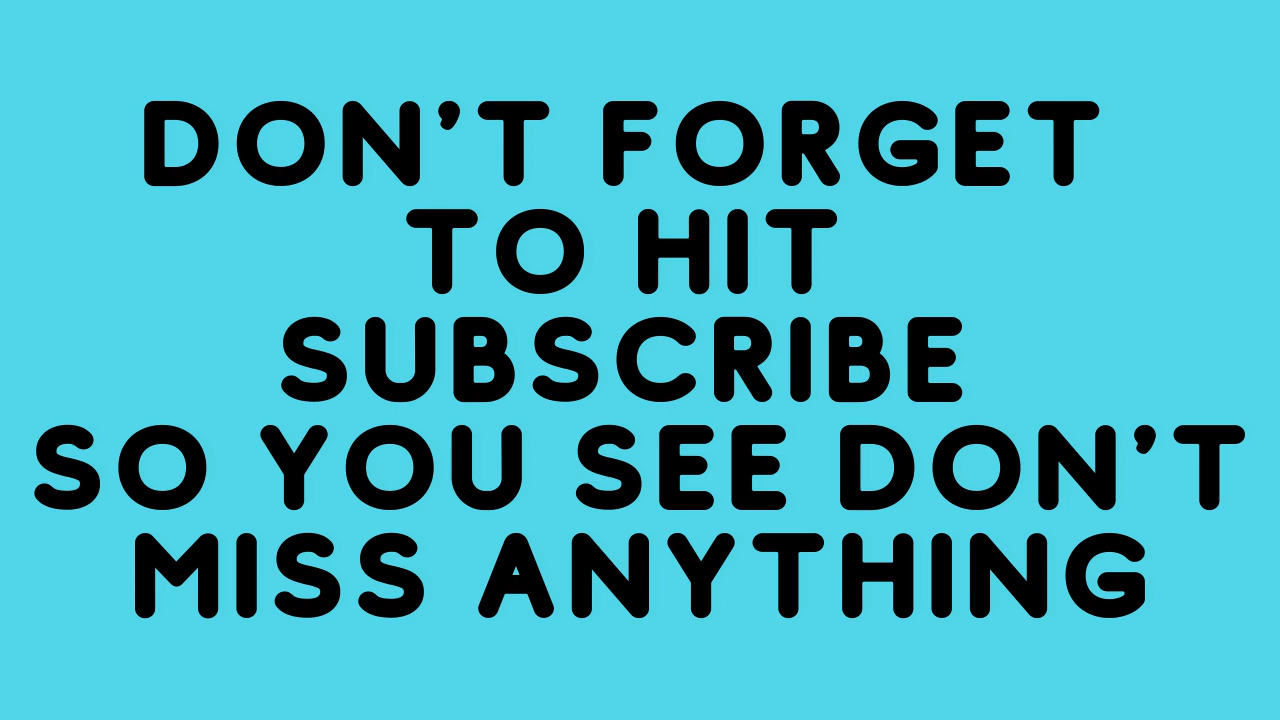 DON’T FORGET
TO HIT
SUBSCRIBE
SO YOU SEE DON’T
MISS ANYTHING